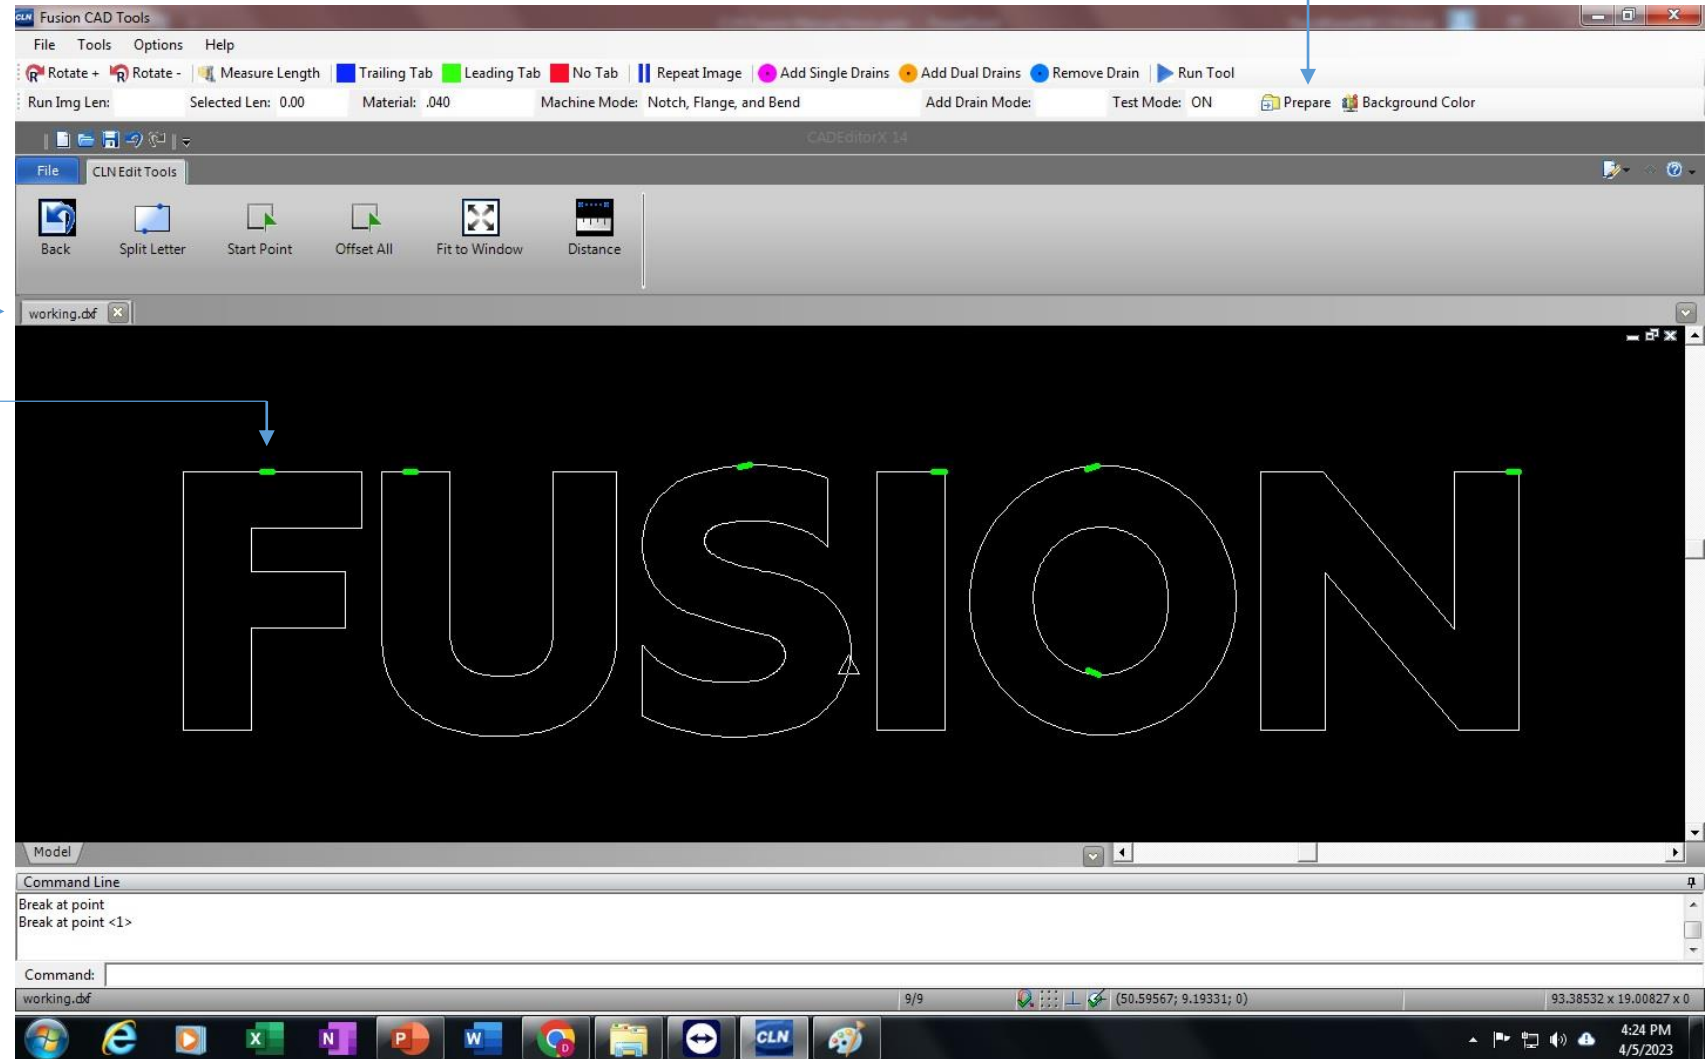 CLN Fusion CAD Tools
File Tools Options Help
R Rotate + R Rotate - Measure Length Trailing Tab Leading Tab No Tab Repeat Image Add Single Drains Add Dual Drains Remove Drain Run Tool
Run Img Len: Selected Len: 0.00 Material: .040 Machine Mode: Notch, Flange, and Bend Add Drain Mode: Test Mode: ON Prepare Background Color
CADEditorX 14
File CLN Edit Tools
Back Split Letter Start Point Offset All Fit to Window Distance
working.dxf
FUSION
Model
Command Line
Break at point
Break at point <1>
Command:
working.dxf 9/9 (50.59567; 9.19331; 0) 93.38532 x 19.00827 x 0
X N P W CLN 4:24 PM
4/5/2023